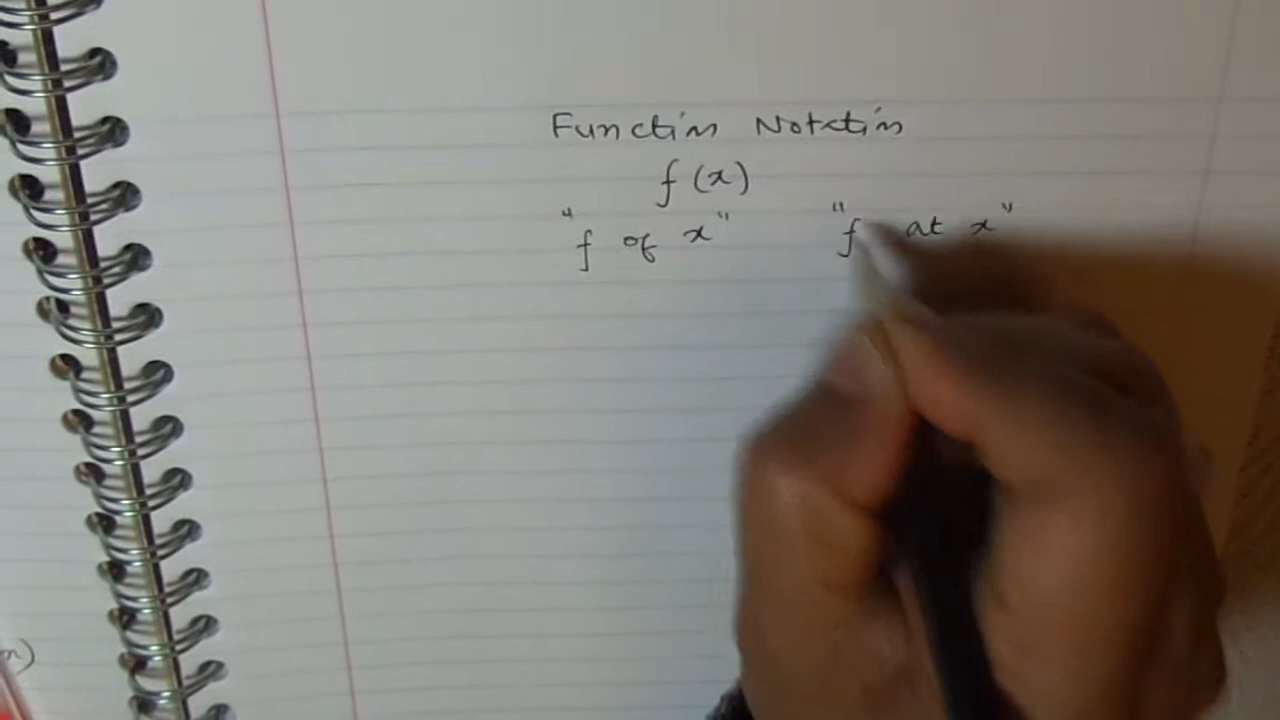 Function Notation
f(x)
"f of x" "f at x"